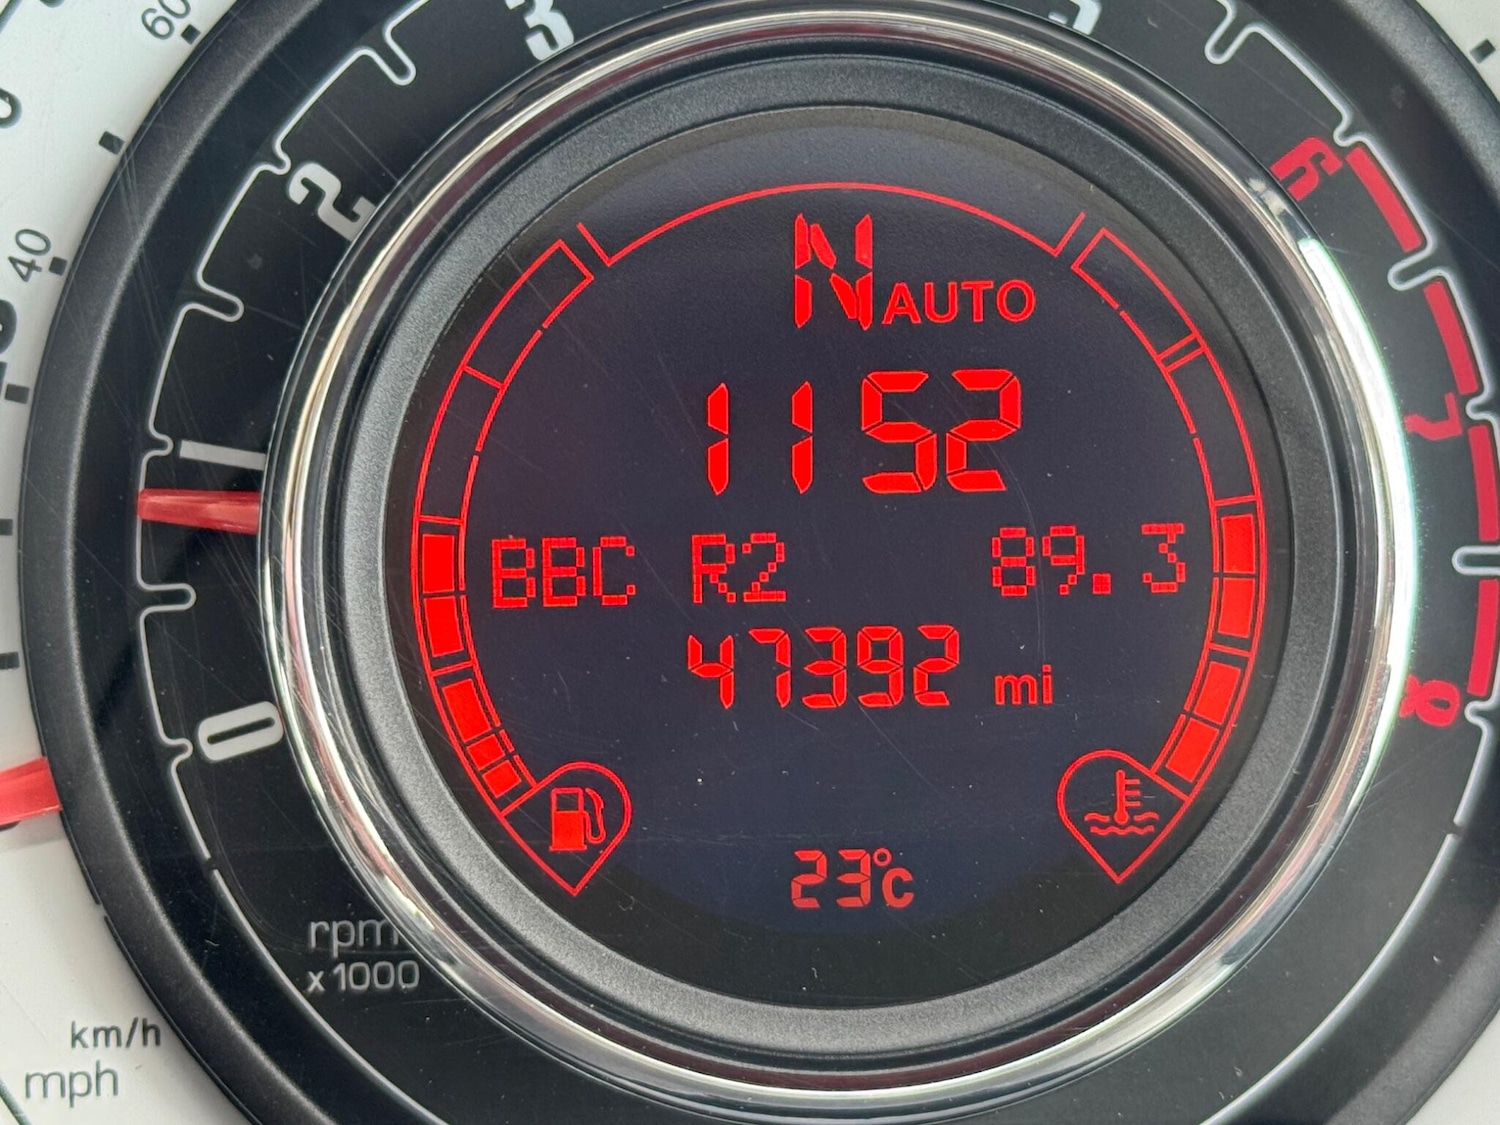 60
3
2
40
6
N AUTO
1152
1
7
BBC R2 89.3
47392 mi
0
8
23°C
rpm
x 1000
km/h
mph